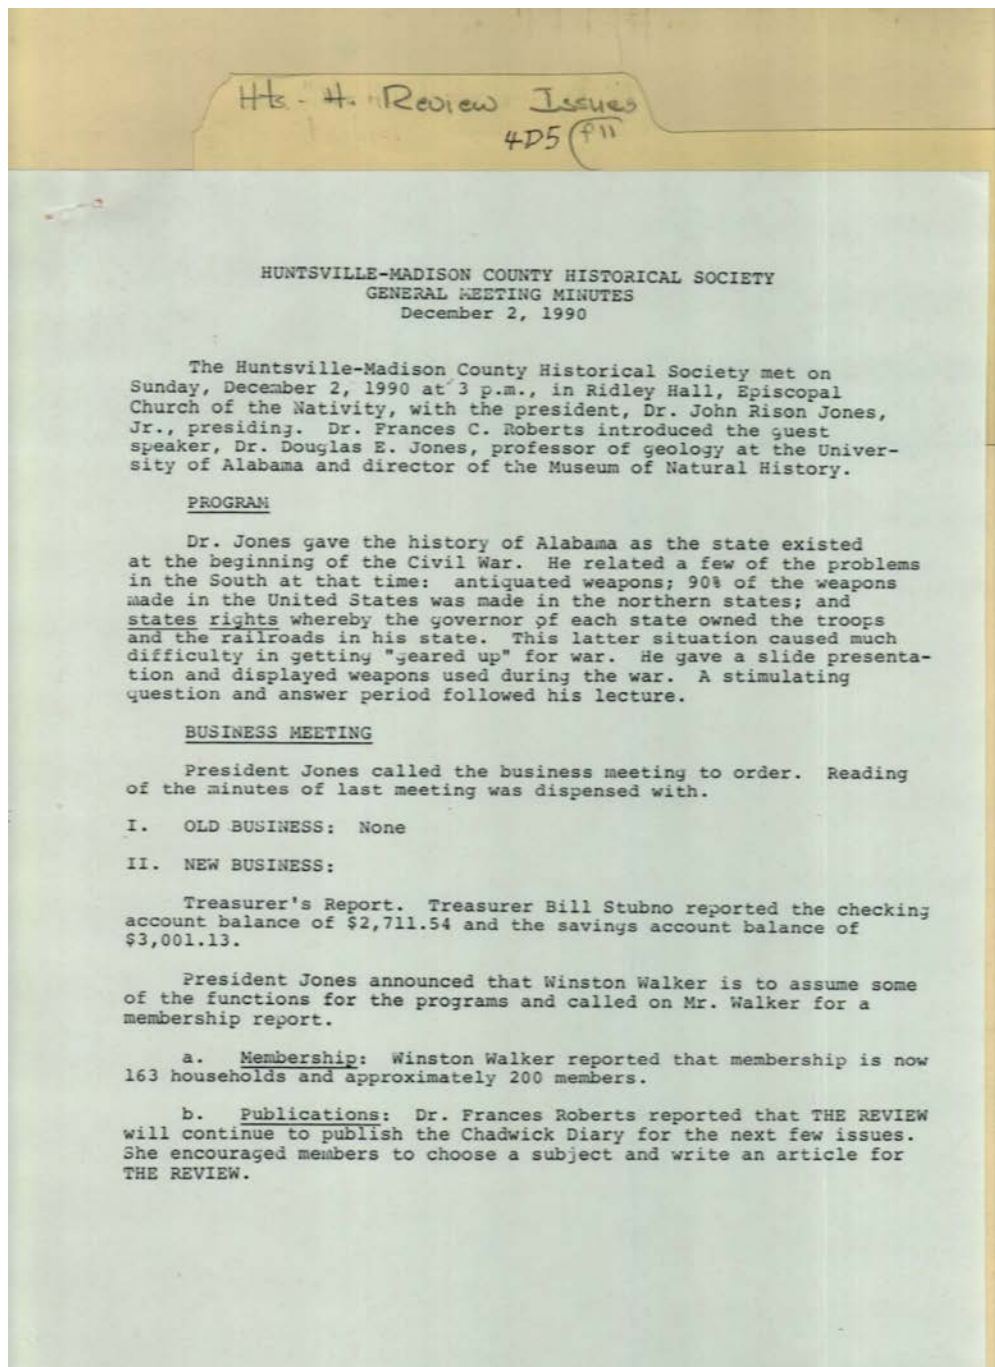 Hts. - H. Review Issues
4D5 (f11
HUNTSVILLE-MADISON COUNTY HISTORICAL SOCIETY
GENERAL MEETING MINUTES
December 2, 1990
The Huntsville-Madison County Historical Society met on
Sunday, December 2, 1990 at 3 p.m., in Ridley Hall, Episcopal
Church of the Nativity, with the president, Dr. John Rison Jones,
Jr., presiding. Dr. Frances C. Roberts introduced the guest
speaker, Dr. Douglas E. Jones, professor of geology at the Univer-
sity of Alabama and director of the Museum of Natural History.
PROGRAM
Dr. Jones gave the history of Alabama as the state existed
at the beginning of the Civil War. He related a few of the problems
in the South at that time: antiquated weapons; 90% of the weapons
made in the United States was made in the northern states; and
states rights whereby the governor of each state owned the troops
and the railroads in his state. This latter situation caused much
difficulty in getting "geared up" for war. He gave a slide presenta-
tion and displayed weapons used during the war. A stimulating
question and answer period followed his lecture.
BUSINESS MEETING
President Jones called the business meeting to order. Reading
of the minutes of last meeting was dispensed with.
I. OLD BUSINESS: None
II. NEW BUSINESS:
Treasurer's Report. Treasurer Bill Stubno reported the checking
account balance of $2,711.54 and the savings account balance of
$3,001.13.
President Jones announced that Winston Walker is to assume some
of the functions for the programs and called on Mr. Walker for a
membership report.
a. Membership: Winston Walker reported that membership is now
163 households and approximately 200 members.
b. Publications: Dr. Frances Roberts reported that THE REVIEW
will continue to publish the Chadwick Diary for the next few issues.
She encouraged members to choose a subject and write an article for
THE REVIEW.